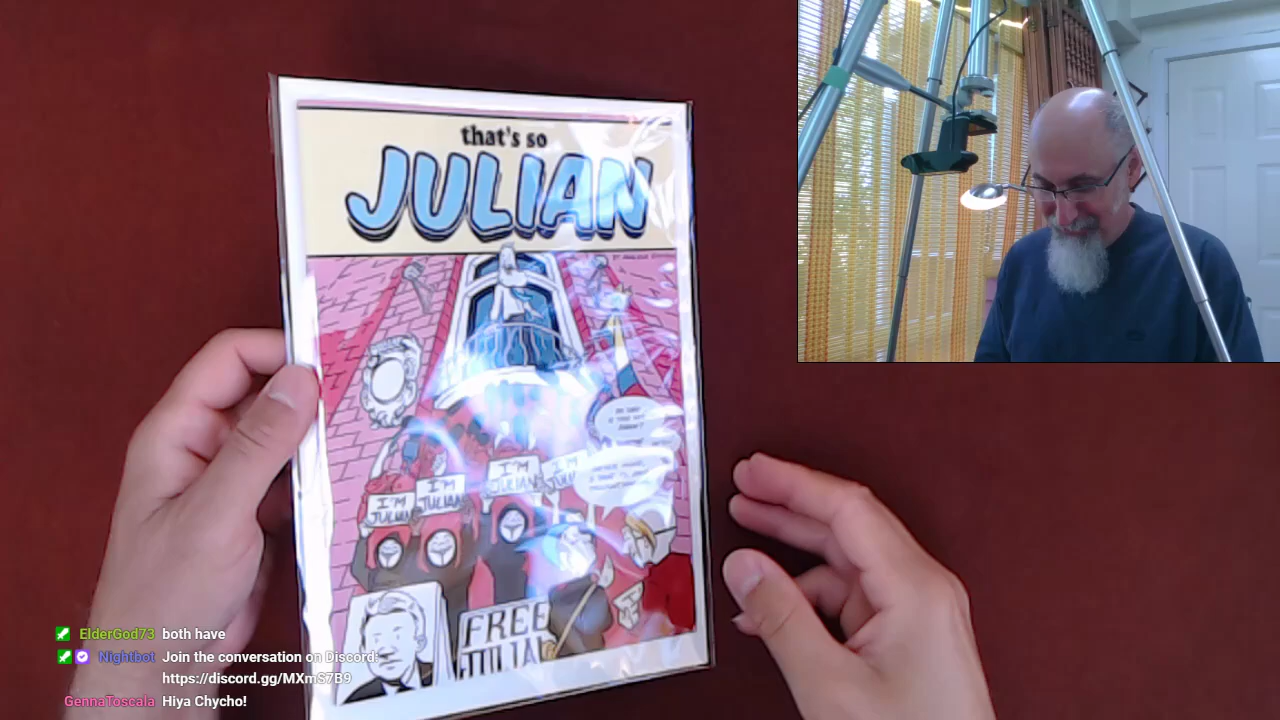 that's so
JULIAN
I'M
JULIAN
I'M
JULIAN
I'M
JULIAN
I'M
FREE
JULIAN
ElderGod73 both have
Nightbot Join the conversation on Discord:
https://discord.gg/MXmS7B9
GennaToscala Hiya Chycho!